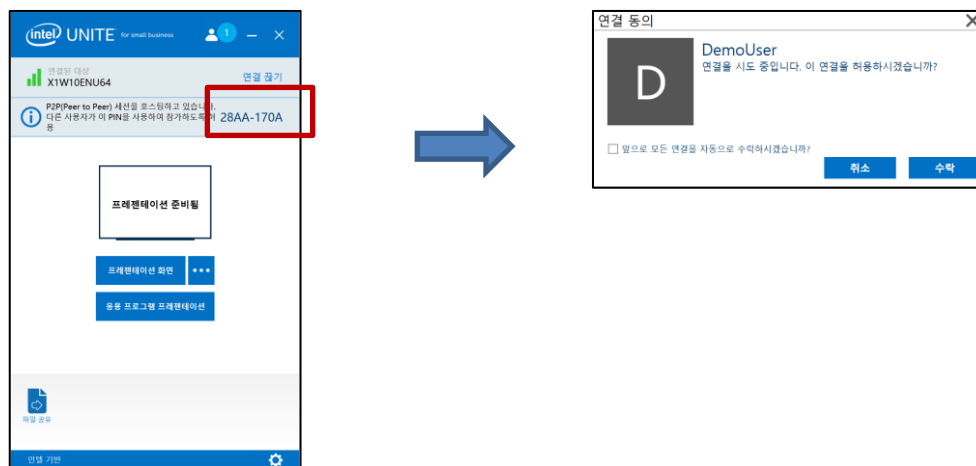 intel UNITE for small business 1
연결된 대상
X1W10ENU64
연결 끊기
P2P(Peer to Peer) 세션을 호스팅하고 있습니다.
다른 사용자가 이 PIN을 사용하여 참가하도록 허
용
28AA-170A
프레젠테이션 준비됨
프레젠테이션 화면
응용 프로그램 프레젠테이션
파일 공유
인텔 기반
연결 동의
D
DemoUser
연결을 시도 중입니다. 이 연결을 허용하시겠습니까?
앞으로 모든 연결을 자동으로 수락하시겠습니까?
취소
수락